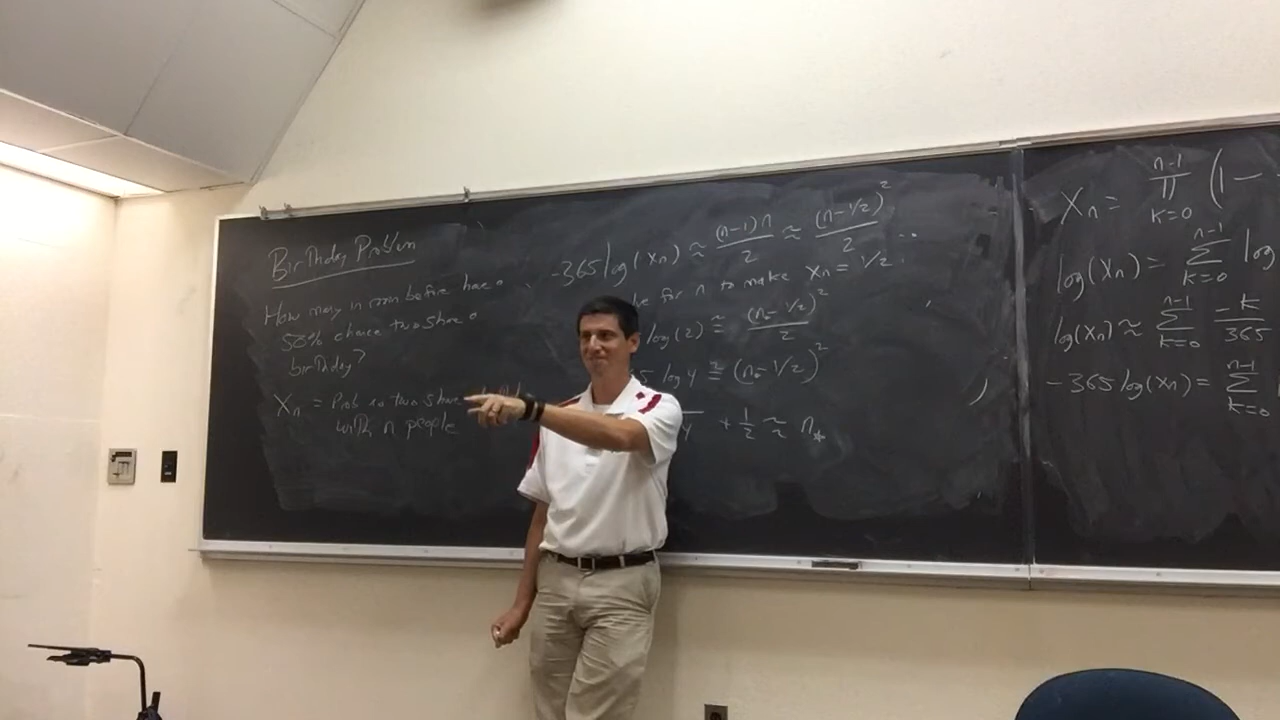 Birthday Problem
How many in room before have a
50% chance two share a
birthday?
Xn = Prob no two share
with n people
-365 log(Xn) ≈ (n-1)n/2 ≈ (n-1/2)²/2 ...
for n to make Xn = 1/2.
log(2) ≈ (n-1/2)²/2
log 4 ≈ (n-1/2)²
+ 1/2 ≈ n*
Xn = n-1 Π k=0 (1 -
log(Xn) = n-1 Σ k=0 log
log(Xn) ≈ n-1 Σ k=0 -k/365
-365 log(Xn) = n-1 Σ k=0